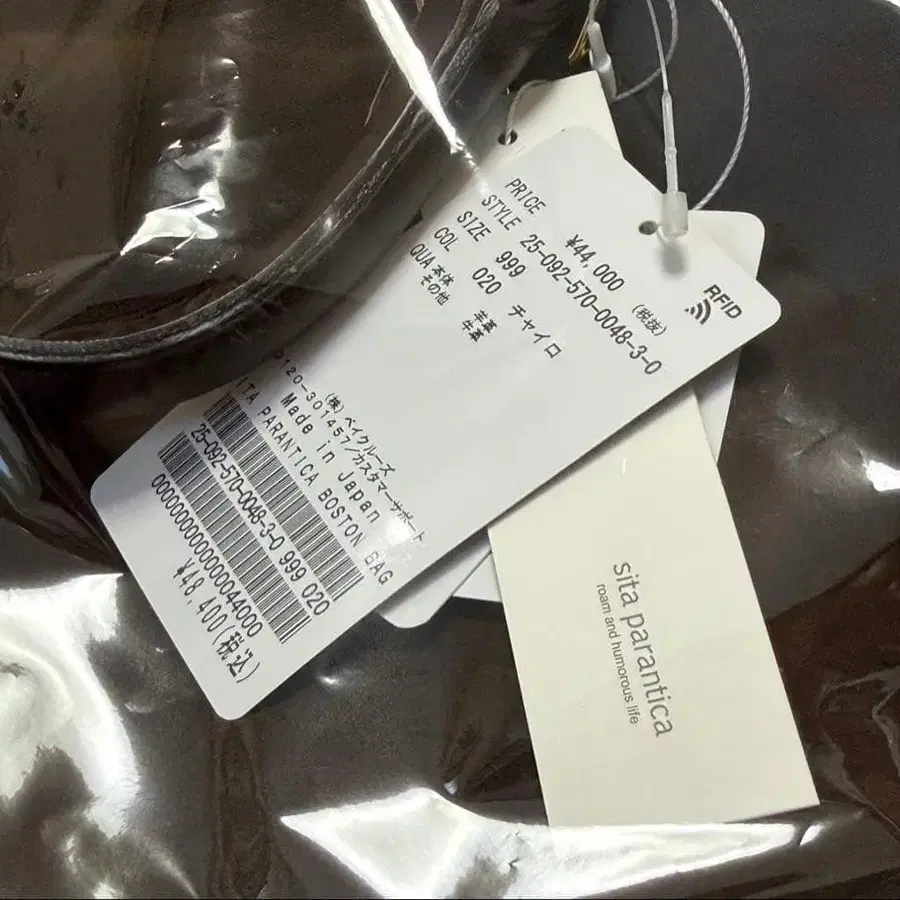 PRICE ¥44,000 (税抜)
STYLE 25-092-570-0048-3-0
SIZE 999
COL 020 チャイロ
QUA 本体 羊革
その他 牛革
RFID
(株)ベイクルーズ
0120-301457/カスタマーサポート
Made in Japan
SITA PARANTICA BOSTON BAG
25-092-570-0048-3-0 999 020
0000000000000044000
¥48,400(税込)
sita parantica
roam and humorous life